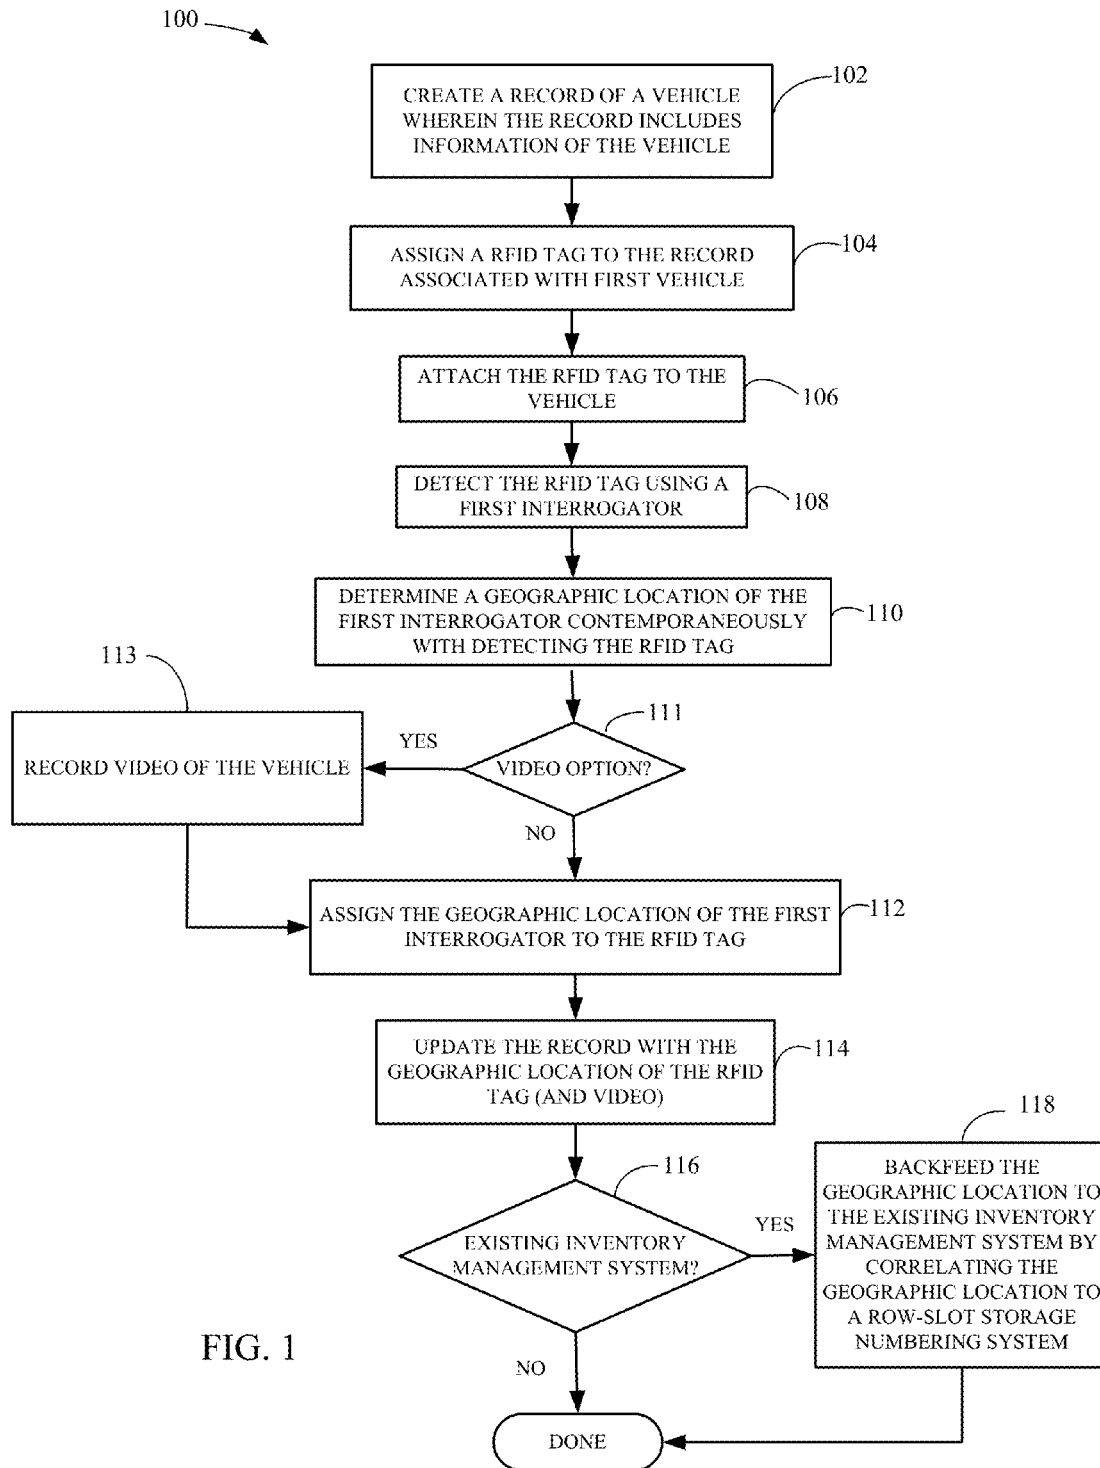 100
CREATE A RECORD OF A VEHICLE
WHEREIN THE RECORD INCLUDES
INFORMATION OF THE VEHICLE
102
ASSIGN A RFID TAG TO THE RECORD
ASSOCIATED WITH FIRST VEHICLE
104
ATTACH THE RFID TAG TO THE
VEHICLE
106
DETECT THE RFID TAG USING A
FIRST INTERROGATOR
108
DETERMINE A GEOGRAPHIC LOCATION OF THE
FIRST INTERROGATOR CONTEMPORANEOUSLY
WITH DETECTING THE RFID TAG
110
VIDEO OPTION?
111
YES
113
RECORD VIDEO OF THE VEHICLE
NO
ASSIGN THE GEOGRAPHIC LOCATION OF THE FIRST
INTERROGATOR TO THE RFID TAG
112
UPDATE THE RECORD WITH THE
GEOGRAPHIC LOCATION OF THE RFID
TAG (AND VIDEO)
114
EXISTING INVENTORY
MANAGEMENT SYSTEM?
116
YES
118
BACKFEED THE
GEOGRAPHIC LOCATION TO
THE EXISTING INVENTORY
MANAGEMENT SYSTEM BY
CORRELATING THE
GEOGRAPHIC LOCATION TO
A ROW-SLOT STORAGE
NUMBERING SYSTEM
NO
DONE
FIG. 1